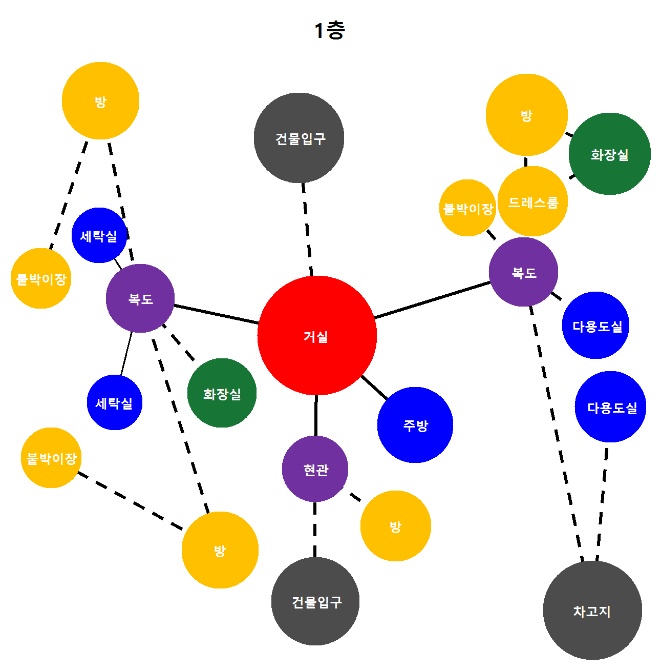 1층
방
건물입구
방
화장실
붙박이장
드레스룸
세탁실
붙박이장
복도
복도
거실
다용도실
세탁실
화장실
주방
다용도실
붙박이장
현관
방
방
건물입구
차고지